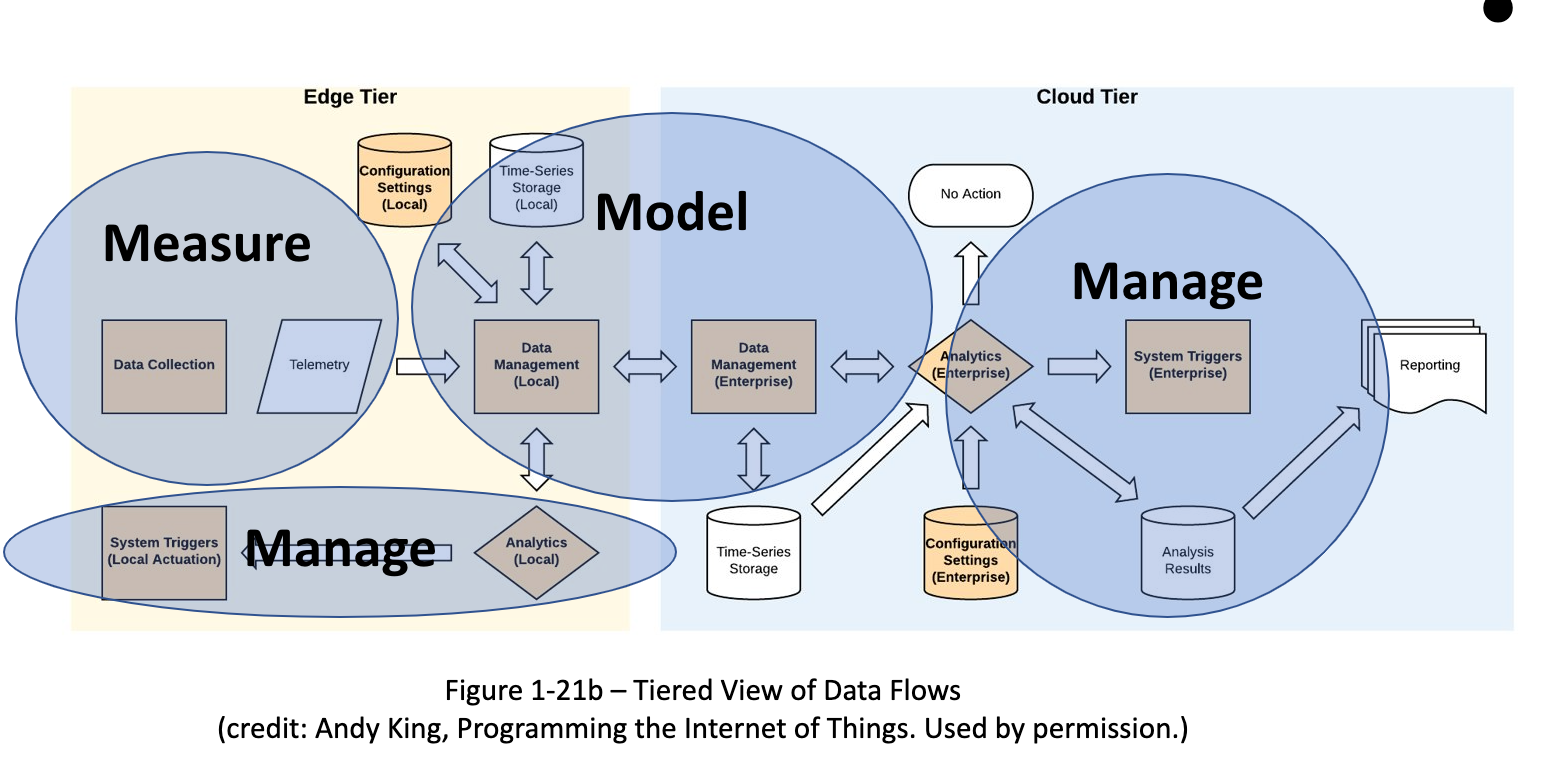 Edge Tier
Cloud Tier
Configuration
Settings
(Local)
Time-Series
Storage
(Local)
Model
No Action
Measure
Manage
Data Collection
Telemetry
Data
Management
(Local)
Data
Management
(Enterprise)
Analytics
(Enterprise)
System Triggers
(Enterprise)
Reporting
System Triggers
(Local Actuation)
Manage
Analytics
(Local)
Time-Series
Storage
Configuration
Settings
(Enterprise)
Analysis
Results
Figure 1-21b – Tiered View of Data Flows
(credit: Andy King, Programming the Internet of Things. Used by permission.)